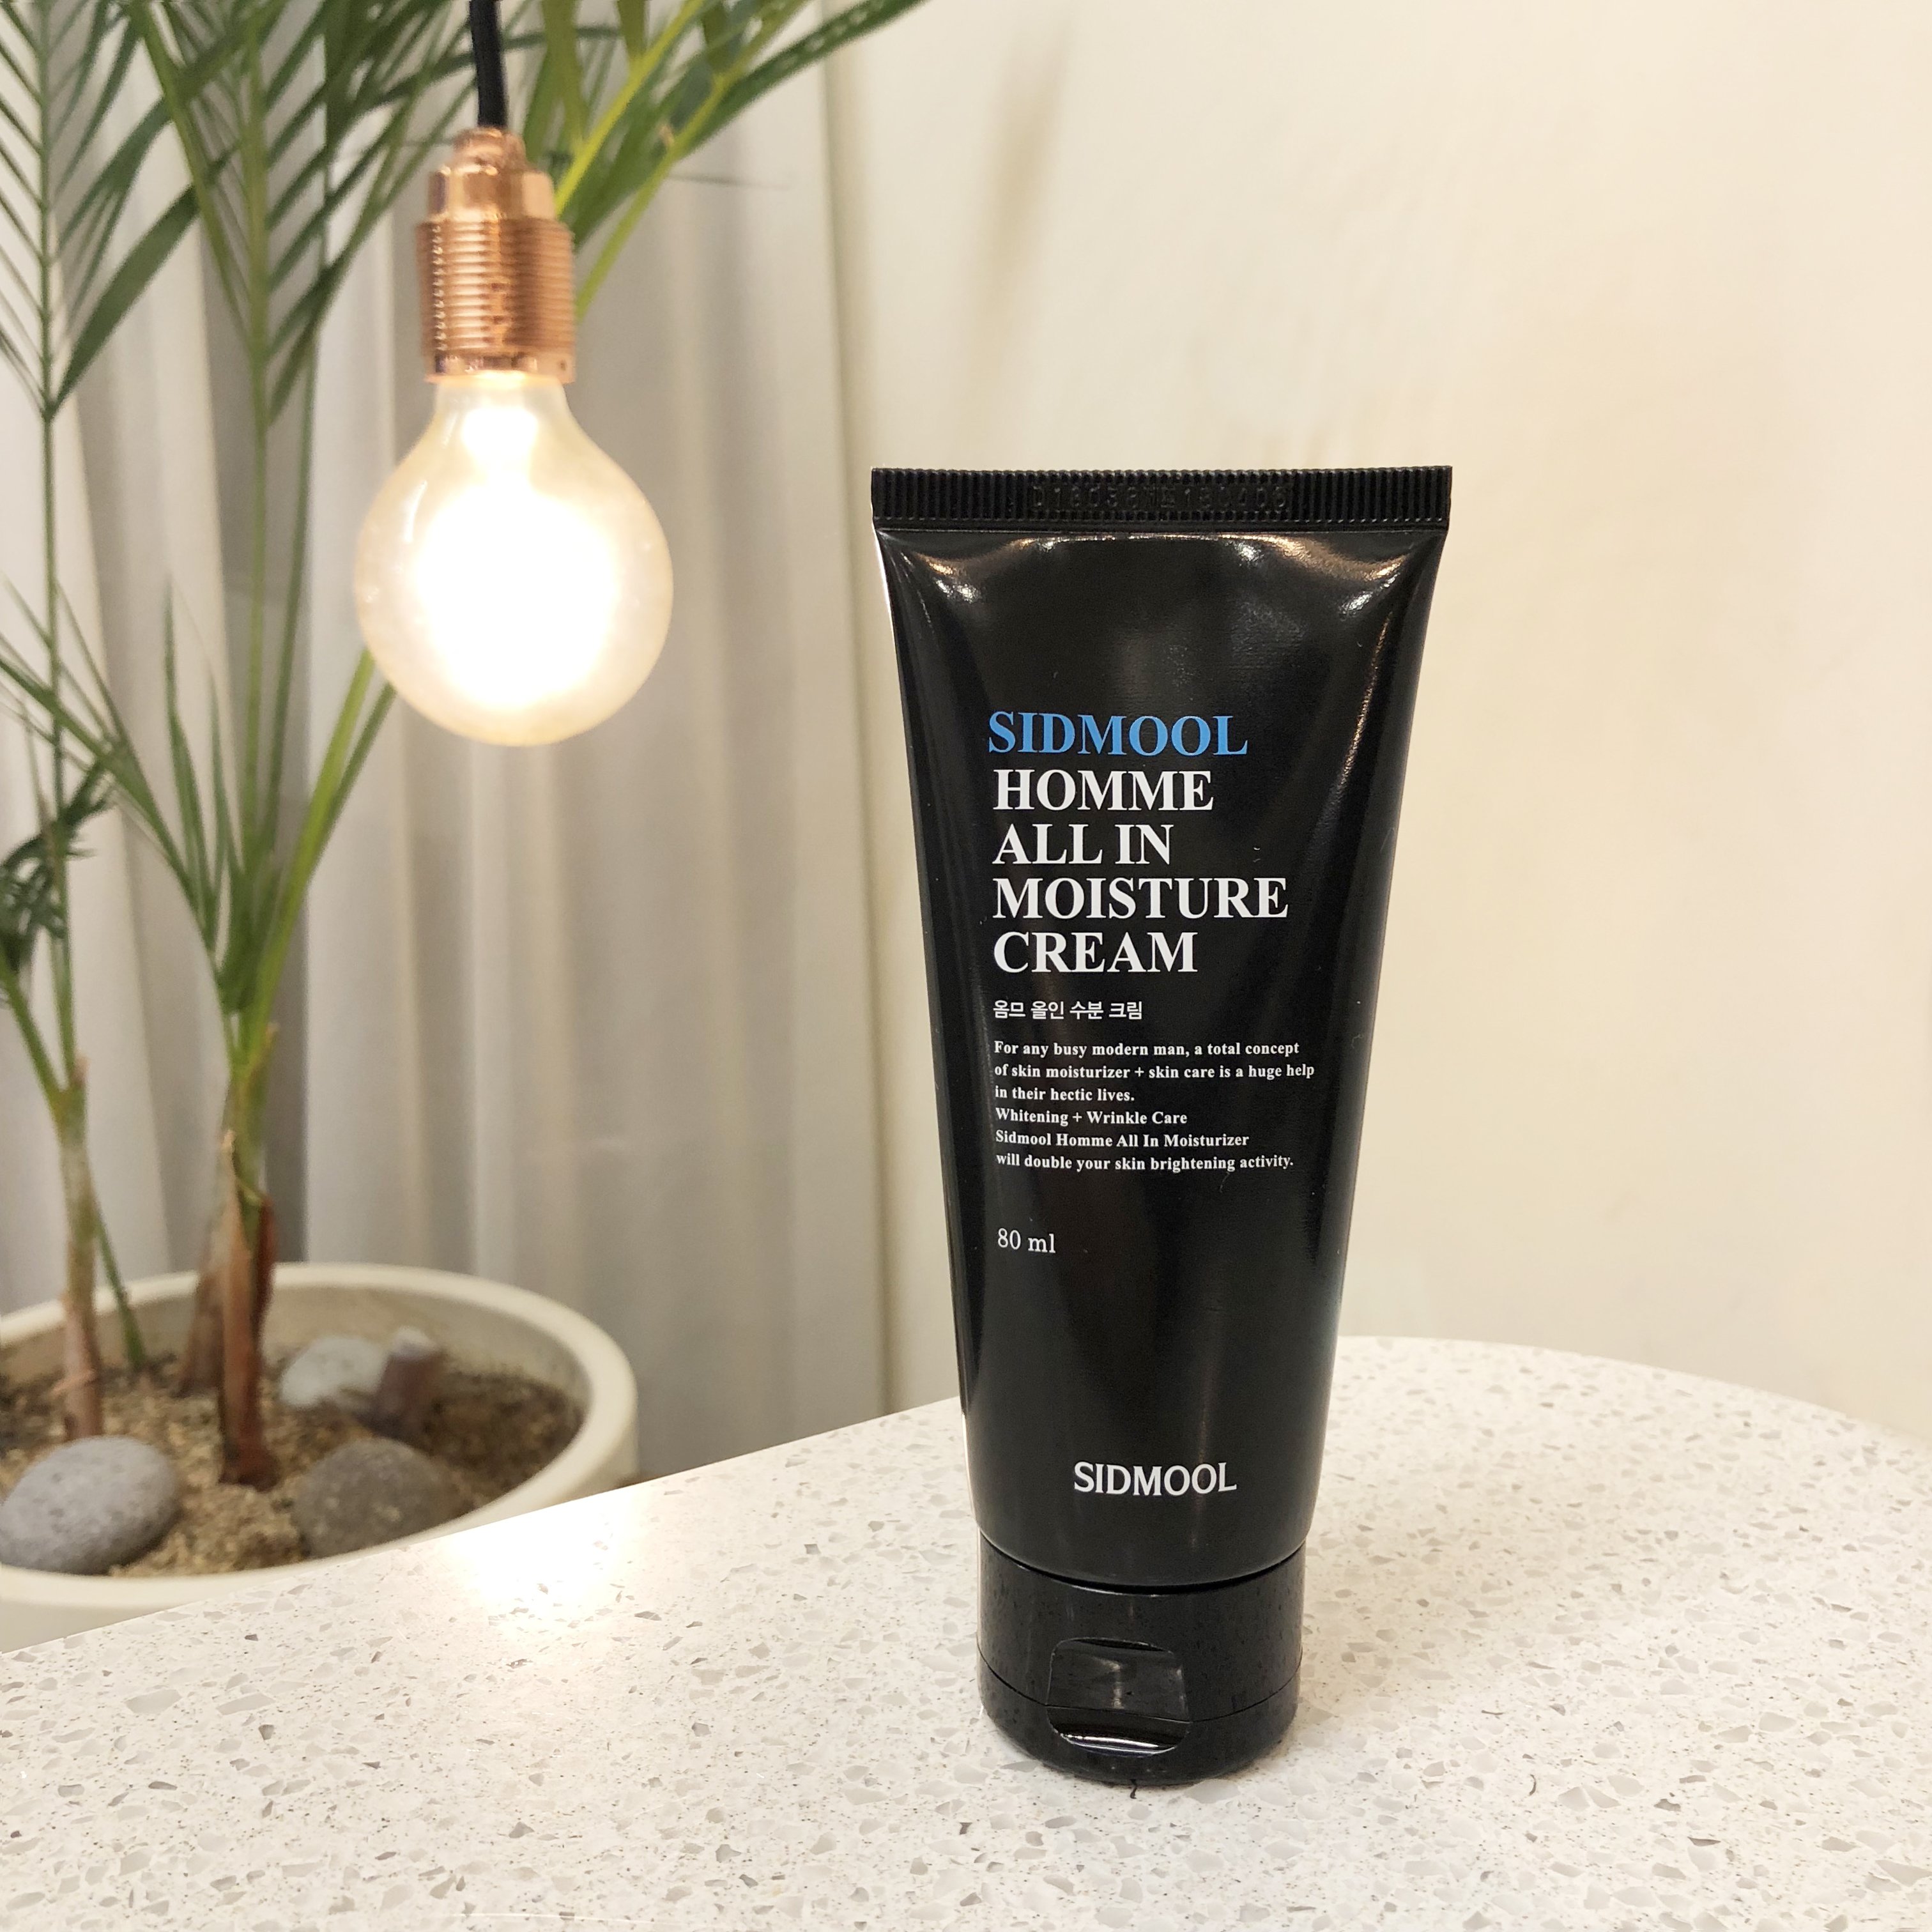 SIDMOOL
HOMME
ALL IN
MOISTURE
CREAM
옴므 올인 수분 크림
For any busy modern man, a total concept
of skin moisturizer + skin care is a huge help
in their hectic lives.
Whitening + Wrinkle Care
Sidmool Homme All In Moisturizer
will double your skin brightening activity.
80 ml
SIDMOOL